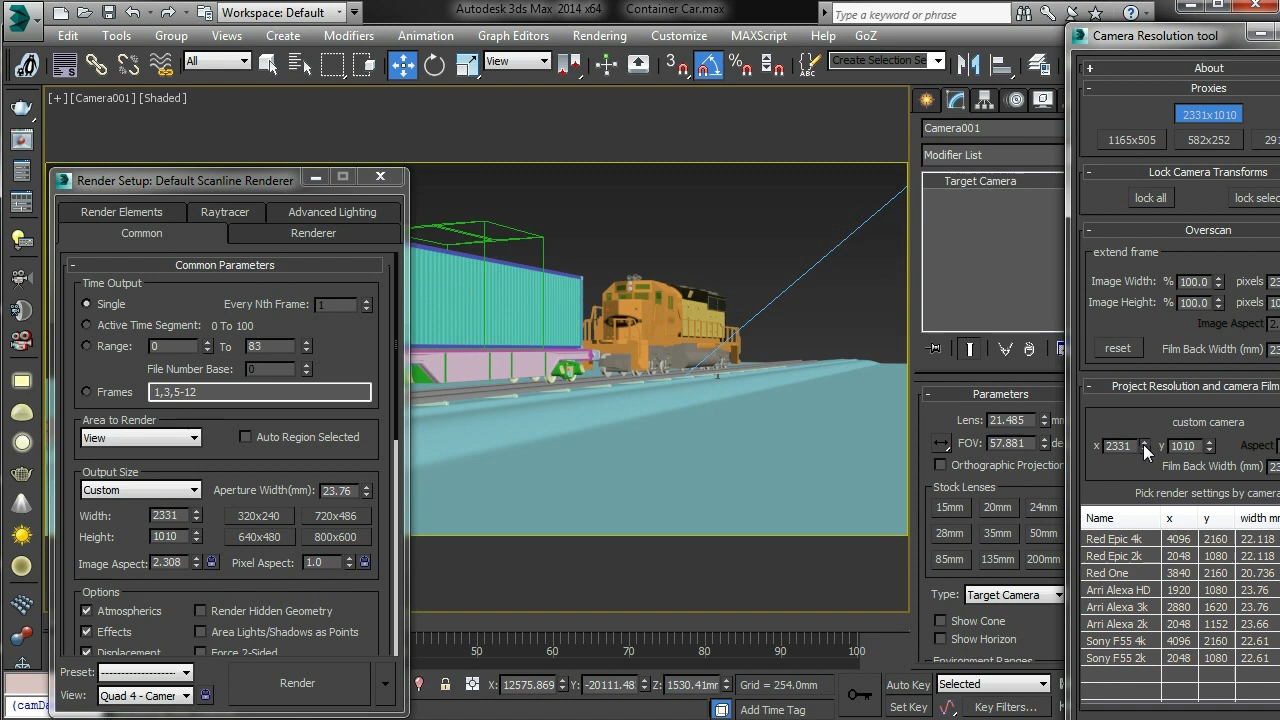 Workspace: Default
Autodesk 3ds Max 2014 x64 Container Car.max
Type a keyword or phrase
Edit Tools Group Views Create Modifiers Animation Graph Editors Rendering Customize MAXScript Help GoZ
All
View
Create Selection Se
[+] [Camera001] [Shaded]
Render Setup: Default Scanline Renderer
Render Elements Raytracer Advanced Lighting
Common Renderer
- Common Parameters
Time Output
Single Every Nth Frame: 1
Active Time Segment: 0 To 100
Range: 0 To 83
File Number Base: 0
Frames 1,3,5-12
Area to Render
View Auto Region Selected
Output Size
Custom Aperture Width(mm): 23.76
Width: 2331 320x240 720x486
Height: 1010 640x480 800x600
Image Aspect: 2.308 Pixel Aspect: 1.0
Options
Atmospherics Render Hidden Geometry
Effects Area Lights/Shadows as Points
Displacement Force 2-Sided
Preset: --------------------
View: Quad 4 - Camer
Render
50 60 70 80 90 100
X: 12575.869 Y: -20111.48 Z: 1530.41mr Grid = 254.0mm
Add Time Tag
Auto Key Selected
Set Key Key Filters...
Camera001
Modifier List
Target Camera
- Parameters
Lens: 21.485 mm
FOV: 57.881 de
Orthographic Projection
Stock Lenses
15mm 20mm 24mm
28mm 35mm 50mm
85mm 135mm 200mm
Type: Target Camera
Show Cone
Show Horizon
Environment Ranges
Camera Resolution tool
+ About
- Proxies
2331x1010
1165x505 582x252 291
- Lock Camera Transforms
lock all lock selec
- Overscan
extend frame
Image Width: % 100.0 pixels 23
Image Height: % 100.0 pixels 10
Image Aspect 2.
reset Film Back Width (mm) 23
- Project Resolution and camera Film
custom camera
x 2331 y 1010 Aspect
Film Back Width (mm) 23
Pick render settings by camera
Name x y width mm
Red Epic 4k 4096 2160 22.118
Red Epic 2k 2048 1080 22.118
Red One 3840 2160 20.736
Arri Alexa HD 1920 1080 23.76
Arri Alexa 3k 2880 1620 23.76
Arri Alexa 2k 2048 1152 23.66
Sony F55 4k 4096 2160 22.61
Sony F55 2k 2048 1080 22.61